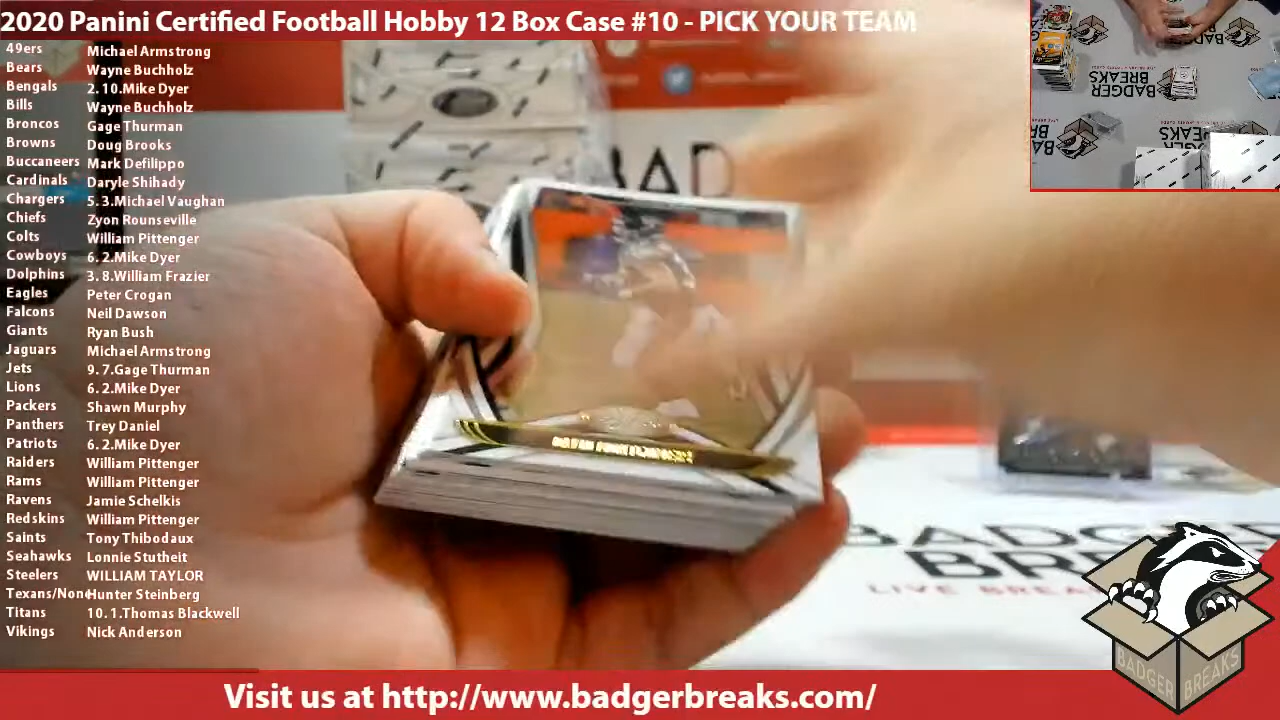 2020 Panini Certified Football Hobby 12 Box Case #10 - PICK YOUR TEAM
49ers Michael Armstrong
Bears Wayne Buchholz
Bengals 2. 10.Mike Dyer
Bills Wayne Buchholz
Broncos Gage Thurman
Browns Doug Brooks
Buccaneers Mark Defilippo
Cardinals Daryle Shihady
Chargers 5. 3.Michael Vaughan
Chiefs Zyon Rounseville
Colts William Pittenger
Cowboys 6. 2.Mike Dyer
Dolphins 3. 8.William Frazier
Eagles Peter Crogan
Falcons Neil Dawson
Giants Ryan Bush
Jaguars Michael Armstrong
Jets 9. 7.Gage Thurman
Lions 6. 2.Mike Dyer
Packers Shawn Murphy
Panthers Trey Daniel
Patriots 6. 2.Mike Dyer
Raiders William Pittenger
Rams William Pittenger
Ravens Jamie Schelkis
Redskins William Pittenger
Saints Tony Thibodaux
Seahawks Lonnie Stutheit
Steelers WILLIAM TAYLOR
Texans/None Hunter Steinberg
Titans 10. 1.Thomas Blackwell
Vikings Nick Anderson
BADGER
BREAKS
BADGER
BREAKS
LIVE BREA
BADGER BREAKS
Visit us at http://www.badgerbreaks.com/